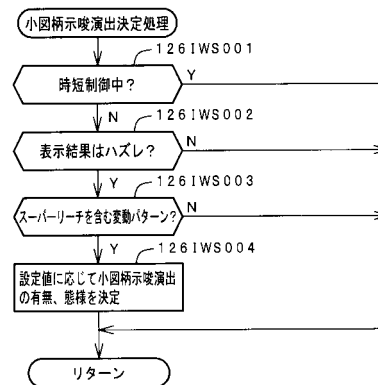 小図柄示唆演出決定処理
126IWS001
時短制御中？
Y
N
126IWS002
表示結果はハズレ？
N
Y
126IWS003
スーパーリーチを含む変動パターン？
N
Y
126IWS004
設定値に応じて小図柄示唆演出
の有無、態様を決定
リターン